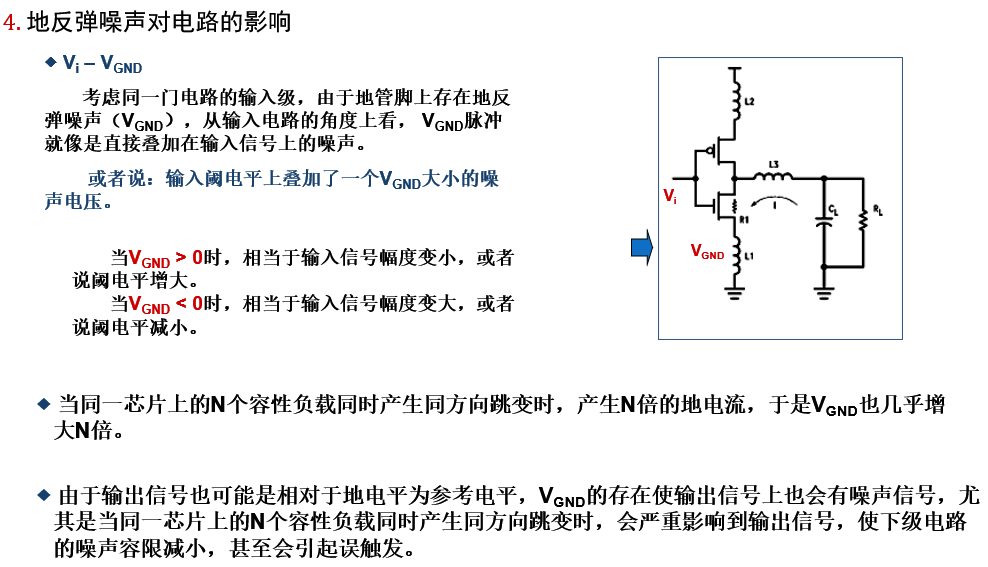 4. 地反弹噪声对电路的影响
◆ Vi – VGND
考虑同一门电路的输入级，由于地管脚上存在地反
弹噪声（VGND），从输入电路的角度上看， VGND脉冲
就像是直接叠加在输入信号上的噪声。
或者说：输入阈电平上叠加了一个VGND大小的噪
声电压。
当VGND > 0时，相当于输入信号幅度变小，或者
说阈电平增大。
当VGND < 0时，相当于输入信号幅度变大，或者
说阈电平减小。
L2
L3
Vi
R1
I
CL
RL
VGND
L1
◆ 当同一芯片上的N个容性负载同时产生同方向跳变时，产生N倍的地电流，于是VGND也几乎增
大N倍。
◆ 由于输出信号也可能是相对于地电平为参考电平，VGND的存在使输出信号上也会有噪声信号，尤
其是当同一芯片上的N个容性负载同时产生同方向跳变时，会严重影响到输出信号，使下级电路
的噪声容限减小，甚至会引起误触发。